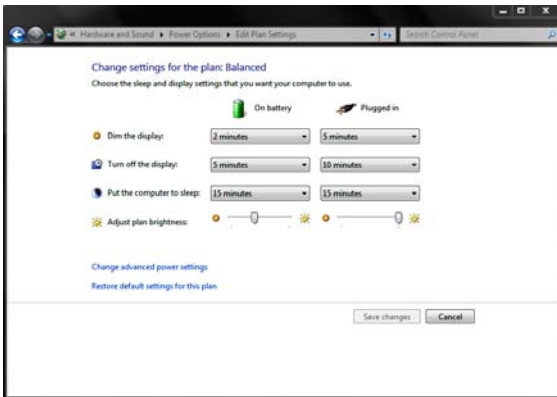 « Hardware and Sound ▸ Power Options ▸ Edit Plan Settings
Search Control Panel
Change settings for the plan: Balanced
Choose the sleep and display settings that you want your computer to use.
On battery Plugged in
Dim the display: 2 minutes 5 minutes
Turn off the display: 5 minutes 10 minutes
Put the computer to sleep: 15 minutes 15 minutes
Adjust plan brightness:
Change advanced power settings
Restore default settings for this plan
Save changes Cancel